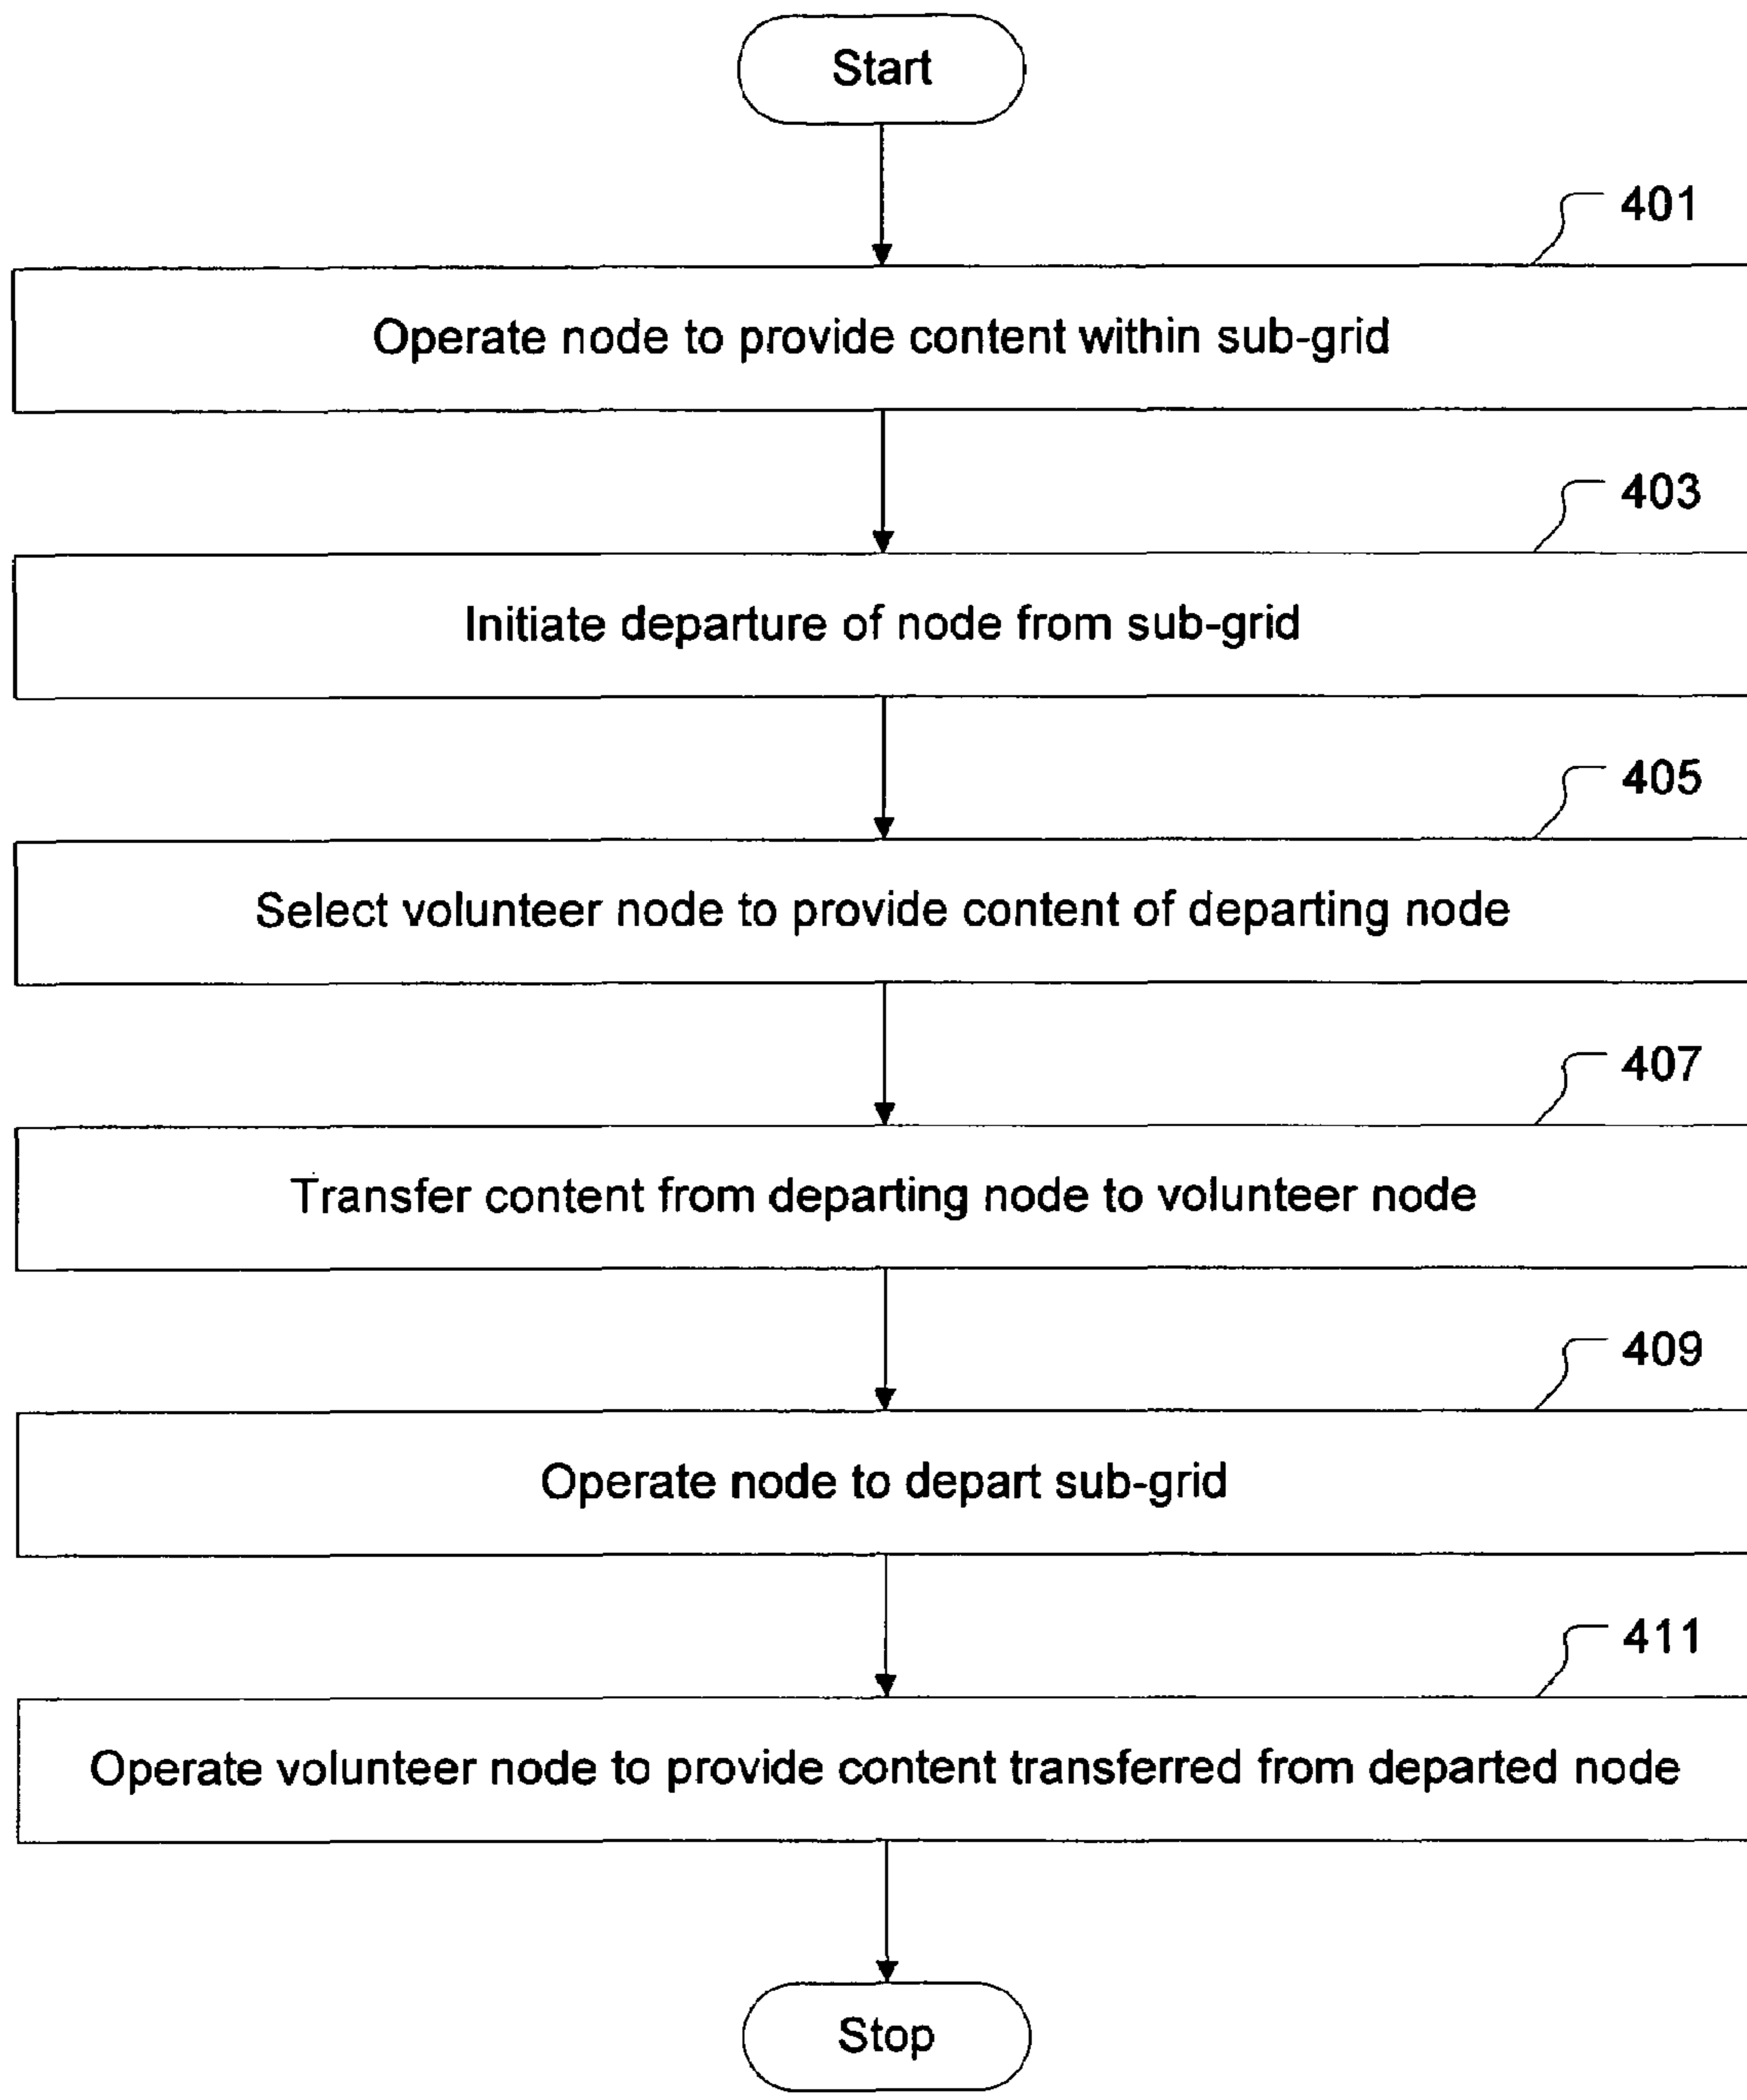 Start
401
Operate node to provide content within sub-grid
403
Initiate departure of node from sub-grid
405
Select volunteer node to provide content of departing node
407
Transfer content from departing node to volunteer node
409
Operate node to depart sub-grid
411
Operate volunteer node to provide content transferred from departed node
Stop